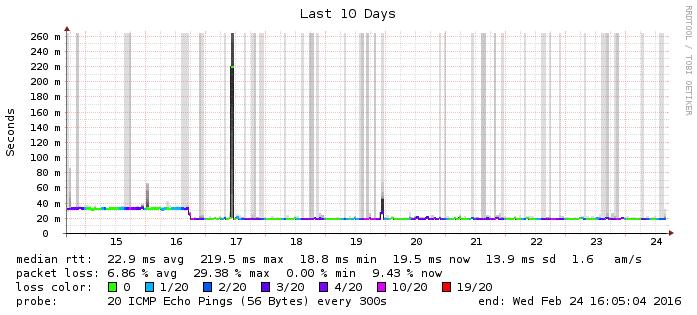 Last 10 Days
RRDTOOL / TOBI OETIKER
Seconds
260 m
240 m
220 m
200 m
180 m
160 m
140 m
120 m
100 m
80 m
60 m
40 m
20 m
0
15 16 17 18 19 20 21 22 23 24
median rtt: 22.9 ms avg 219.5 ms max 18.8 ms min 19.5 ms now 13.9 ms sd 1.6 am/s
packet loss: 6.86 % avg 29.38 % max 0.00 % min 9.43 % now
loss color: 0 1/20 2/20 3/20 4/20 10/20 19/20
probe: 20 ICMP Echo Pings (56 Bytes) every 300s end: Wed Feb 24 16:05:04 2016